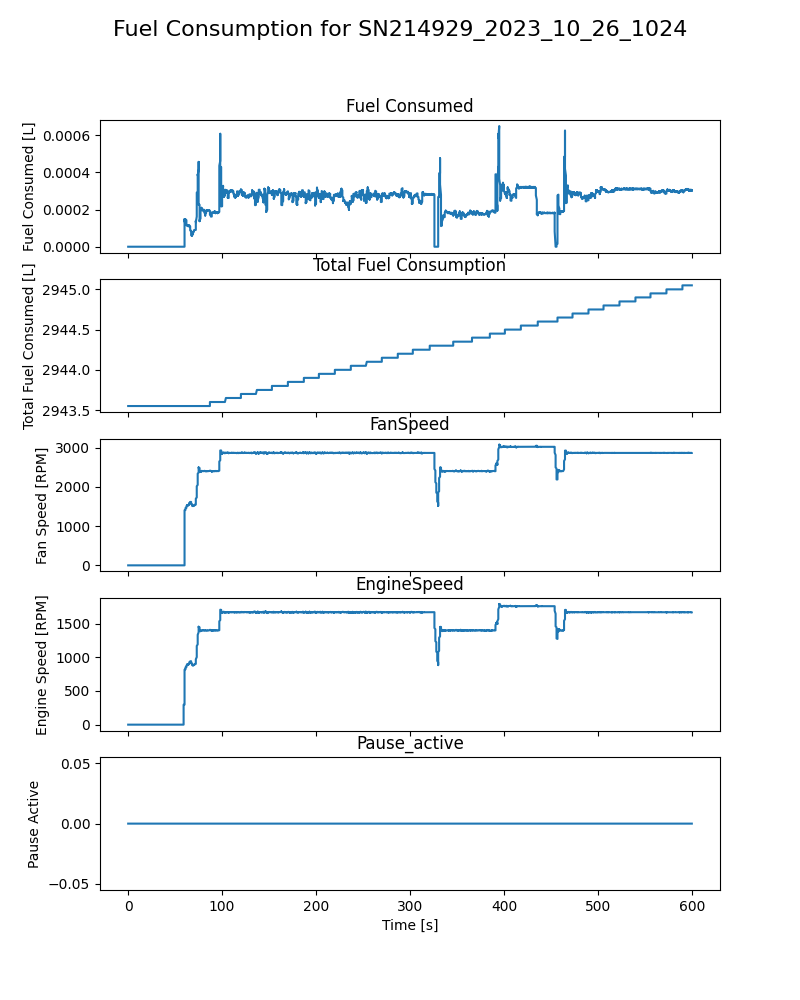 Fuel Consumption for SN214929_2023_10_26_1024
Fuel Consumed
Fuel Consumed [L]
0.0006
0.0004
0.0002
0.0000
Total Fuel Consumption
Total Fuel Consumed [L]
2945.0
2944.5
2944.0
2943.5
FanSpeed
Fan Speed [RPM]
3000
2000
1000
0
EngineSpeed
Engine Speed [RPM]
1500
1000
500
0
Pause_active
Pause Active
0.05
0.00
−0.05
0 100 200 300 400 500 600
Time [s]